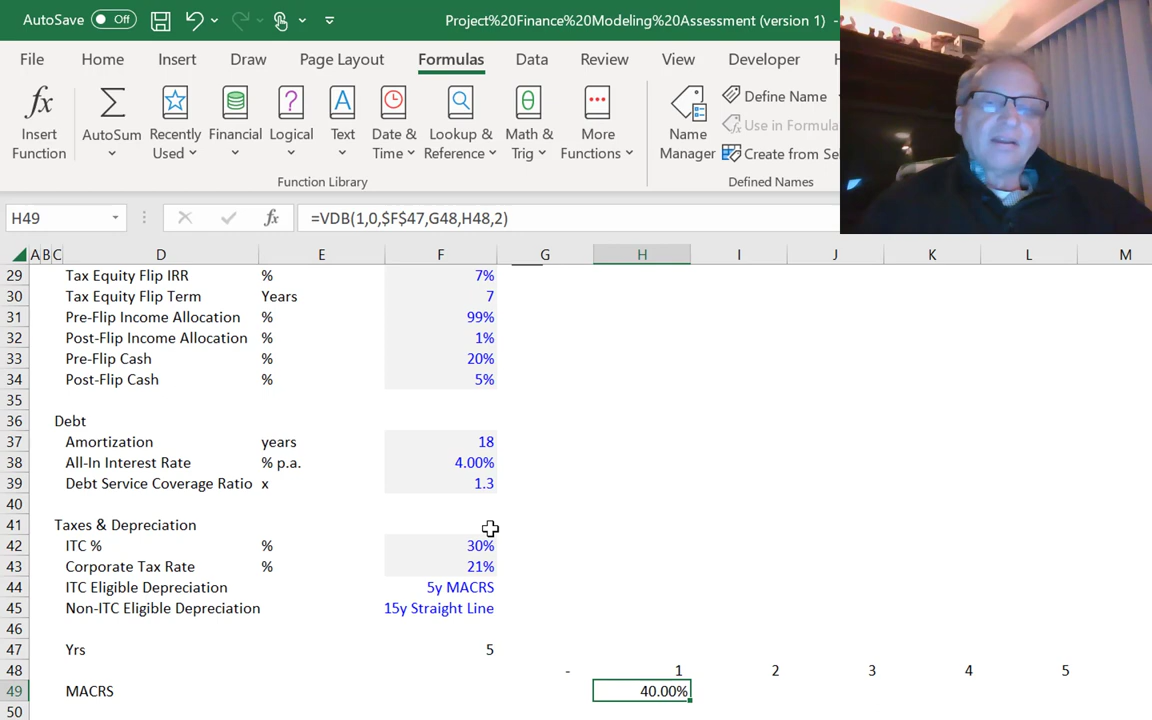 AutoSave Off Project%20Finance%20Modeling%20Assessment (version 1) -
File Home Insert Draw Page Layout Formulas Data Review View Developer
Insert Function
AutoSum
Recently Used
Financial
Logical
Text
Date & Time
Lookup & Reference
Math & Trig
More Functions
Name Manager
Define Name
Use in Formula
Create from Se
Function Library
Defined Names
H49 fx =VDB(1,0,$F$47,G48,H48,2)
A B C D E F G H I J K L M
29 Tax Equity Flip IRR % 7%
30 Tax Equity Flip Term Years 7
31 Pre-Flip Income Allocation % 99%
32 Post-Flip Income Allocation % 1%
33 Pre-Flip Cash % 20%
34 Post-Flip Cash % 5%
35
36 Debt
37 Amortization years 18
38 All-In Interest Rate % p.a. 4.00%
39 Debt Service Coverage Ratio x 1.3
40
41 Taxes & Depreciation
42 ITC % % 30%
43 Corporate Tax Rate % 21%
44 ITC Eligible Depreciation 5y MACRS
45 Non-ITC Eligible Depreciation 15y Straight Line
46
47 Yrs 5
48 - 1 2 3 4 5
49 MACRS 40.00%
50